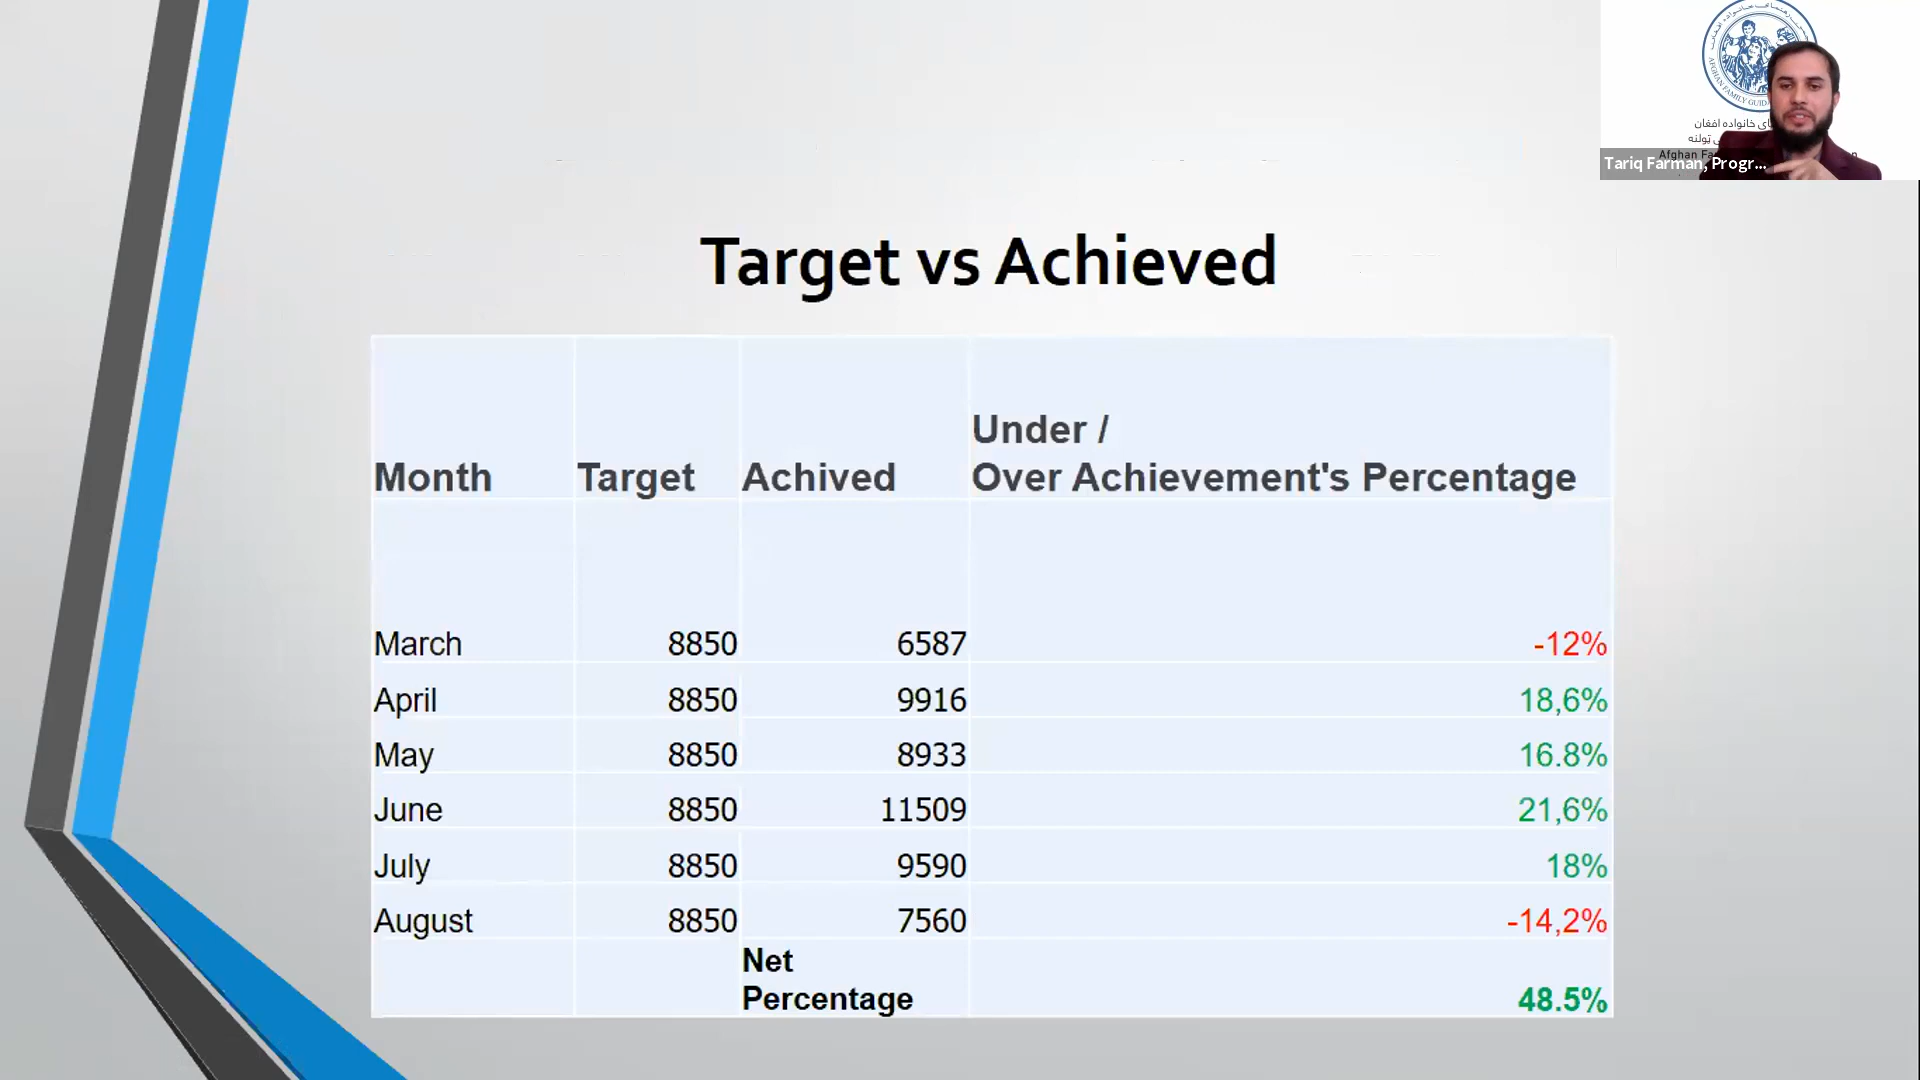 Target vs Achieved
Month Target Achived Under /
Over Achievement's Percentage
March 8850 6587 -12%
April 8850 9916 18,6%
May 8850 8933 16.8%
June 8850 11509 21,6%
July 8850 9590 18%
August 8850 7560 -14,2%
Net
Percentage 48.5%
خانواده افغان
ټولنه
Tariq Farman, Progr...